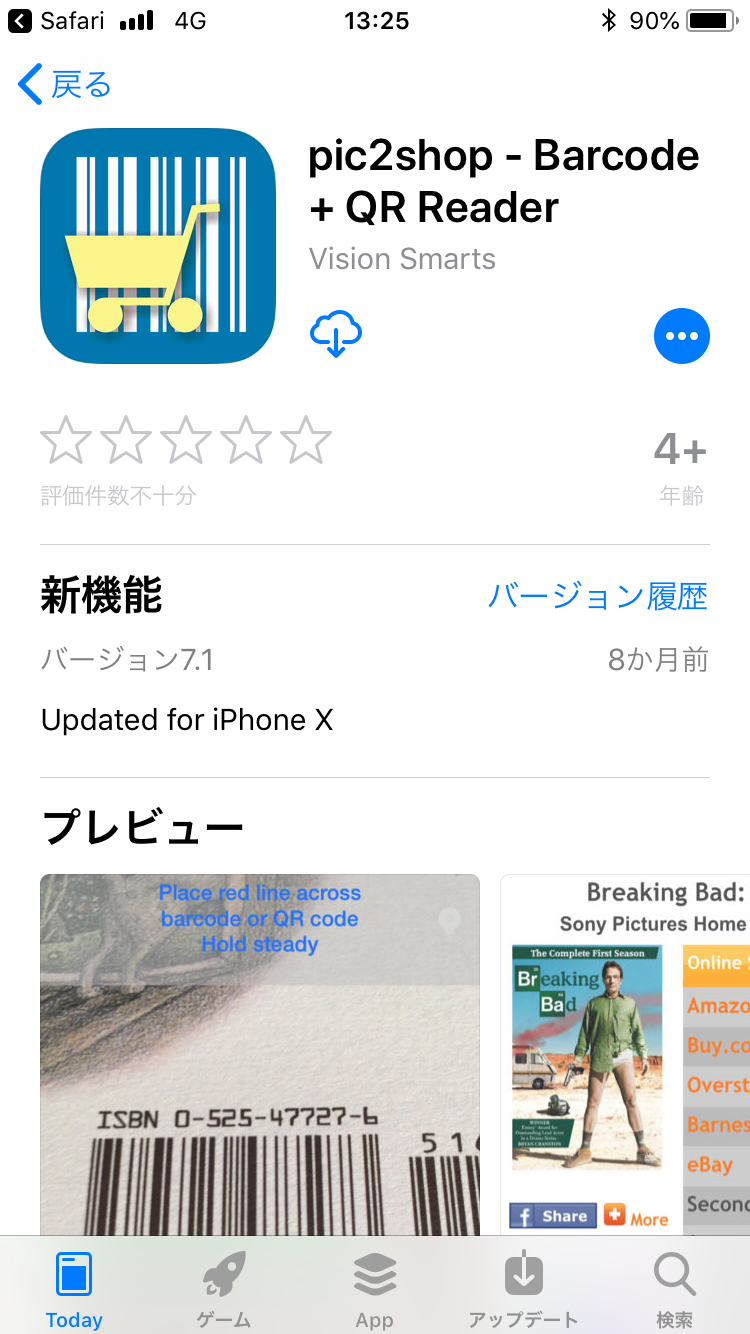 Safari 4G 13:25 90%
戻る
pic2shop - Barcode
+ QR Reader
Vision Smarts
4+
評価件数不十分
年齢
新機能
バージョン履歴
バージョン7.1
8か月前
Updated for iPhone X
プレビュー
Place red line across
barcode or QR code
Hold steady
ISBN 0-525-47727-6
51
Breaking Bad:
Sony Pictures Home
The Complete First Season
Breaking
Bad
WINNER
BRYAN CRANSTON
f Share
More
Online
Amazo
Buy.co
Overst
Barnes
eBay
Second
Today
ゲーム
App
アップデート
検索